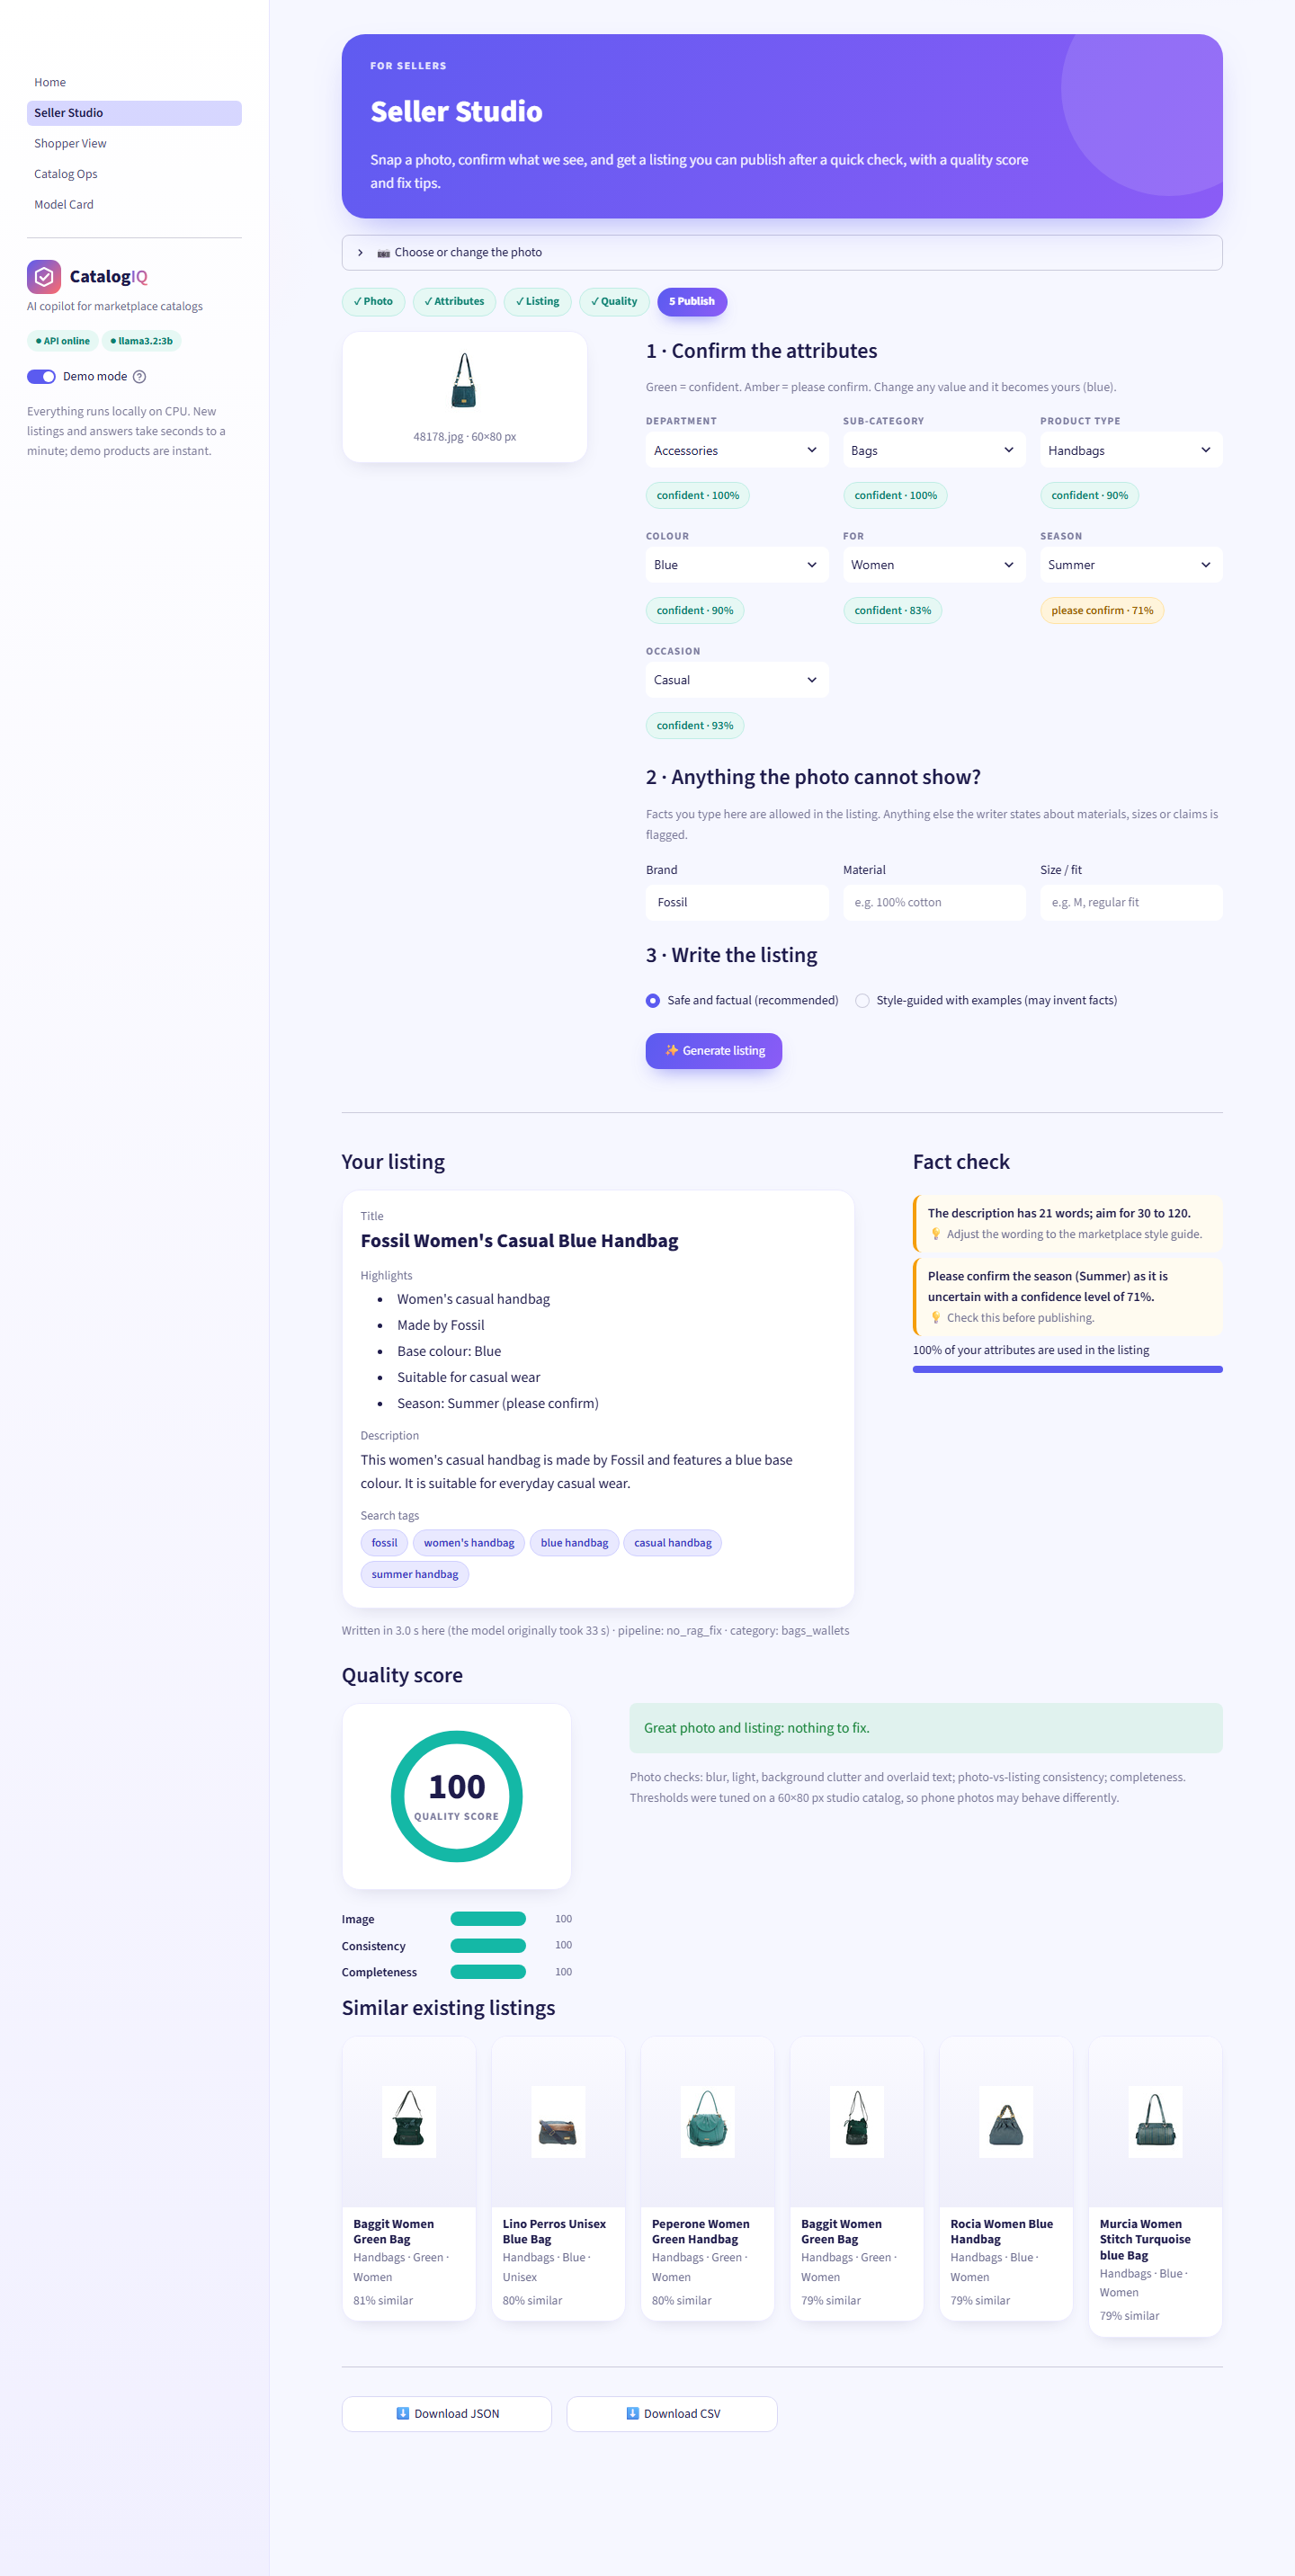 Home
Seller Studio
Shopper View
Catalog Ops
Model Card
CatalogIQ
AI copilot for marketplace catalogs
● API online ● llama3.2:3b
Demo mode
Everything runs locally on CPU. New
listings and answers take seconds to a
minute; demo products are instant.
FOR SELLERS
Seller Studio
Snap a photo, confirm what we see, and get a listing you can publish after a quick check, with a quality score
and fix tips.
📷 Choose or change the photo
✓ Photo ✓ Attributes ✓ Listing ✓ Quality 5 Publish
48178.jpg · 60×80 px
1 · Confirm the attributes
Green = confident. Amber = please confirm. Change any value and it becomes yours (blue).
DEPARTMENT SUB-CATEGORY PRODUCT TYPE
Accessories Bags Handbags
confident · 100% confident · 100% confident · 90%
COLOUR FOR SEASON
Blue Women Summer
confident · 90% confident · 83% please confirm · 71%
OCCASION
Casual
confident · 93%
2 · Anything the photo cannot show?
Facts you type here are allowed in the listing. Anything else the writer states about materials, sizes or claims is
flagged.
Brand Material Size / fit
Fossil e.g. 100% cotton e.g. M, regular fit
3 · Write the listing
Safe and factual (recommended) Style-guided with examples (may invent facts)
✨ Generate listing
Your listing
Title
Fossil Women's Casual Blue Handbag
Highlights
• Women's casual handbag
• Made by Fossil
• Base colour: Blue
• Suitable for casual wear
• Season: Summer (please confirm)
Description
This women's casual handbag is made by Fossil and features a blue base
colour. It is suitable for everyday casual wear.
Search tags
fossil women's handbag blue handbag casual handbag
summer handbag
Written in 3.0 s here (the model originally took 33 s) · pipeline: no_rag_fix · category: bags_wallets
Fact check
The description has 21 words; aim for 30 to 120.
💡 Adjust the wording to the marketplace style guide.
Please confirm the season (Summer) as it is
uncertain with a confidence level of 71%.
💡 Check this before publishing.
100% of your attributes are used in the listing
Quality score
100
QUALITY SCORE
Image 100
Consistency 100
Completeness 100
Great photo and listing: nothing to fix.
Photo checks: blur, light, background clutter and overlaid text; photo-vs-listing consistency; completeness.
Thresholds were tuned on a 60×80 px studio catalog, so phone photos may behave differently.
Similar existing listings
Baggit Women
Green Bag
Handbags · Green ·
Women
81% similar
Lino Perros Unisex
Blue Bag
Handbags · Blue ·
Unisex
80% similar
Peperone Women
Green Handbag
Handbags · Green ·
Women
80% similar
Baggit Women
Green Bag
Handbags · Green ·
Women
79% similar
Rocia Women Blue
Handbag
Handbags · Blue ·
Women
79% similar
Murcia Women
Stitch Turquoise
blue Bag
Handbags · Blue ·
Women
79% similar
⬇️ Download JSON ⬇️ Download CSV